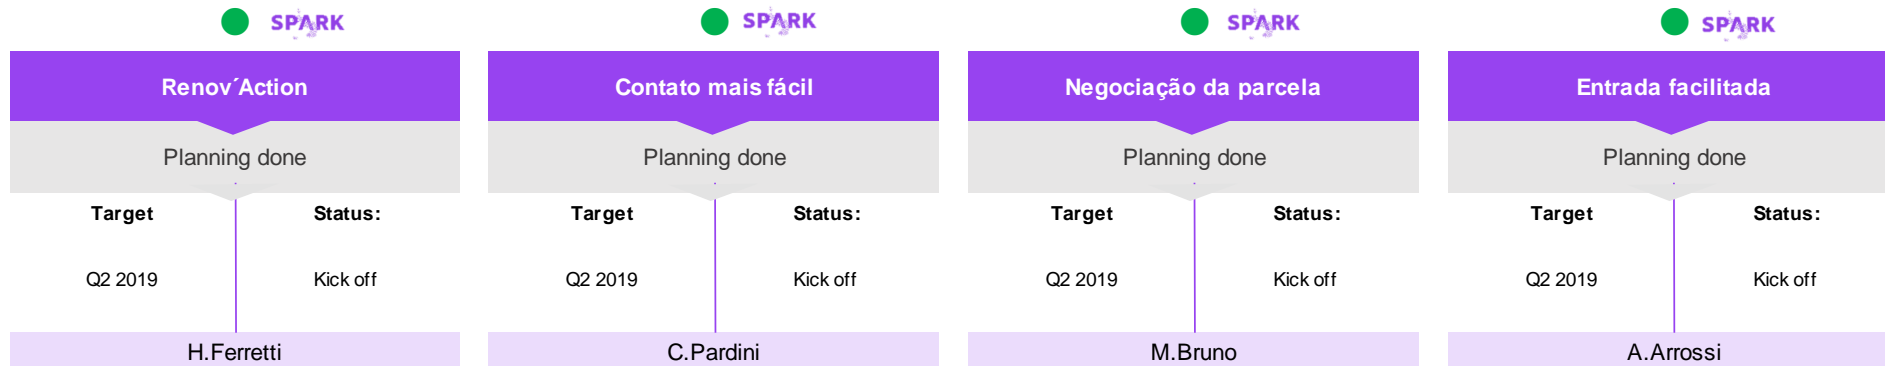 SPARK
SPARK
SPARK
SPARK
Renov´Action
Contato mais fácil
Negociação da parcela
Entrada facilitada
Planning done
Planning done
Planning done
Planning done
Target Status:
Target Status:
Target Status:
Target Status:
Q2 2019 Kick off
Q2 2019 Kick off
Q2 2019 Kick off
Q2 2019 Kick off
H.Ferretti
C.Pardini
M.Bruno
A.Arrossi